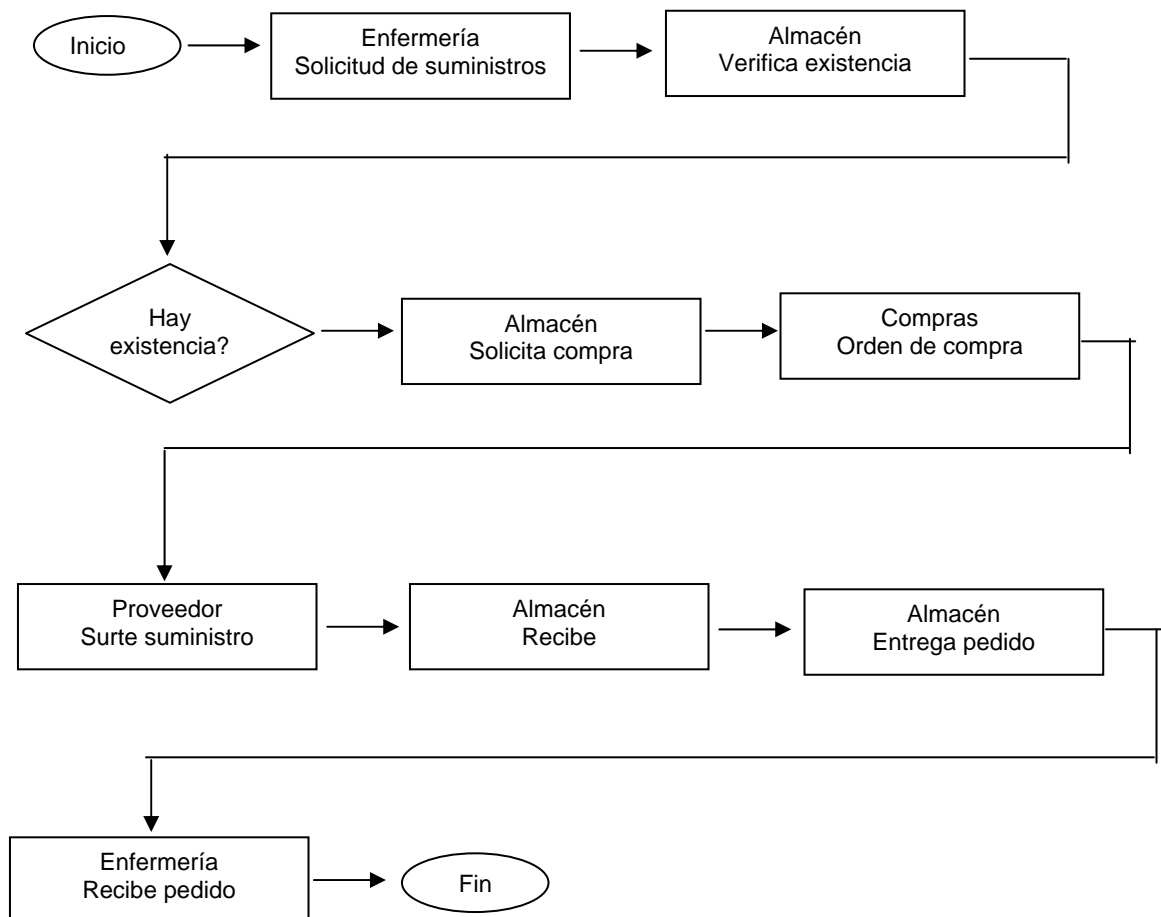 Inicio
Enfermería
Solicitud de suministros
Almacén
Verifica existencia
Hay
existencia?
Almacén
Solicita compra
Compras
Orden de compra
Proveedor
Surte suministro
Almacén
Recibe
Almacén
Entrega pedido
Enfermería
Recibe pedido
Fin